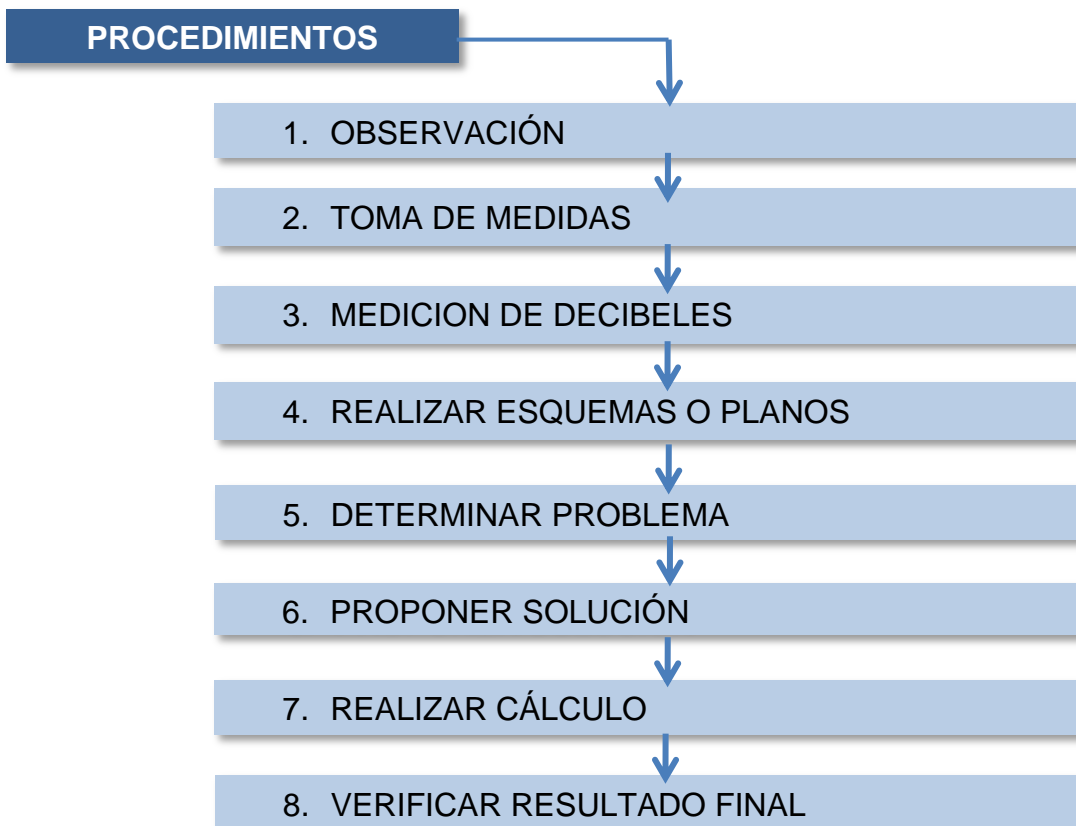 PROCEDIMIENTOS
1. OBSERVACIÓN
2. TOMA DE MEDIDAS
3. MEDICION DE DECIBELES
4. REALIZAR ESQUEMAS O PLANOS
5. DETERMINAR PROBLEMA
6. PROPONER SOLUCIÓN
7. REALIZAR CÁLCULO
8. VERIFICAR RESULTADO FINAL